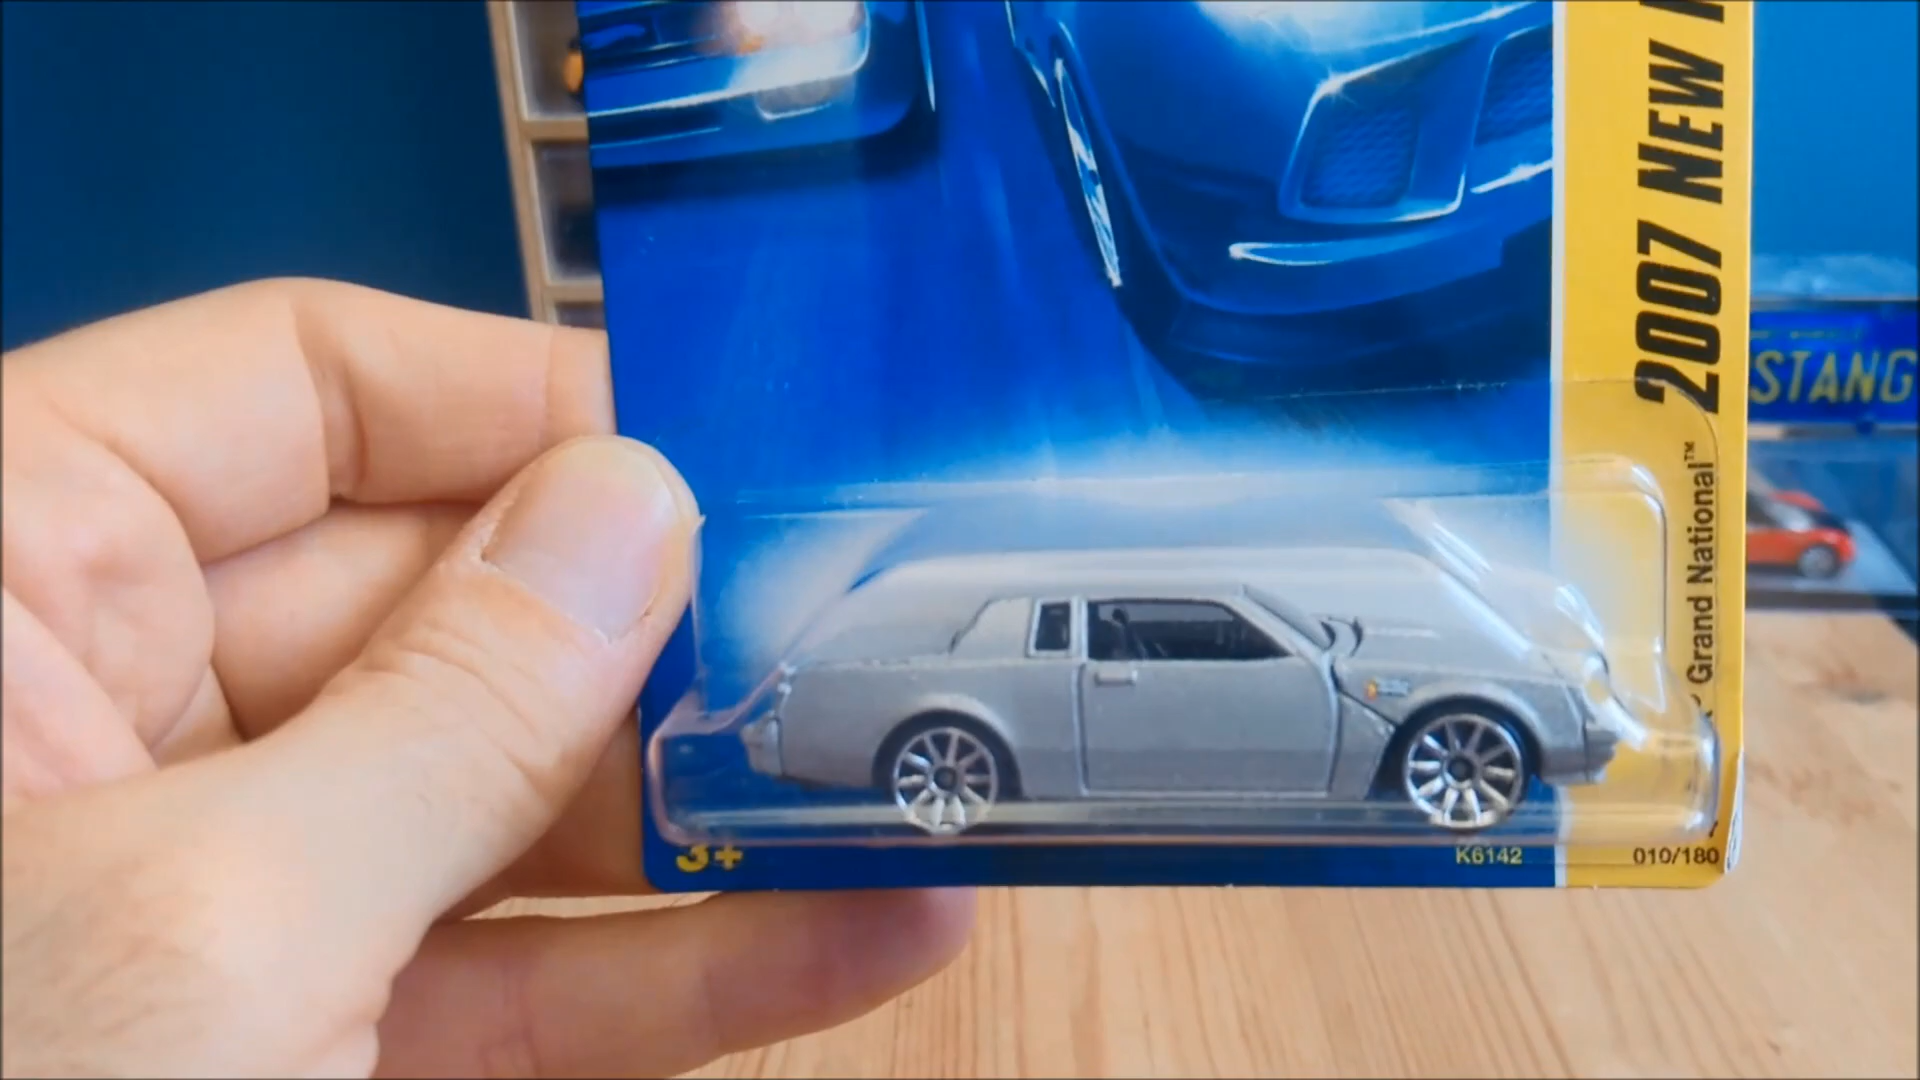 2007 NEW
Grand National™
STANG
3+
K6142
010/180